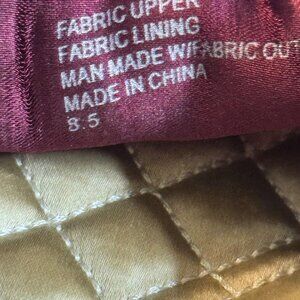 FABRIC UPPER
FABRIC LINING
MAN MADE W/FABRIC OUT
MADE IN CHINA
8.5